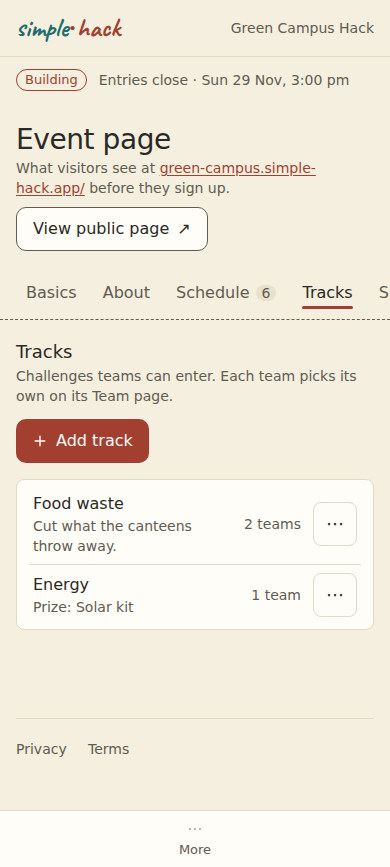 simple·hack
Green Campus Hack
Building
Entries close · Sun 29 Nov, 3:00 pm
Event page
What visitors see at green-campus.simple-
hack.app/ before they sign up.
View public page ↗
Basics
About
Schedule 6
Tracks
S
Tracks
Challenges teams can enter. Each team picks its
own on its Team page.
+ Add track
Food waste
Cut what the canteens
throw away.
2 teams
···
Energy
Prize: Solar kit
1 team
···
Privacy
Terms
···
More